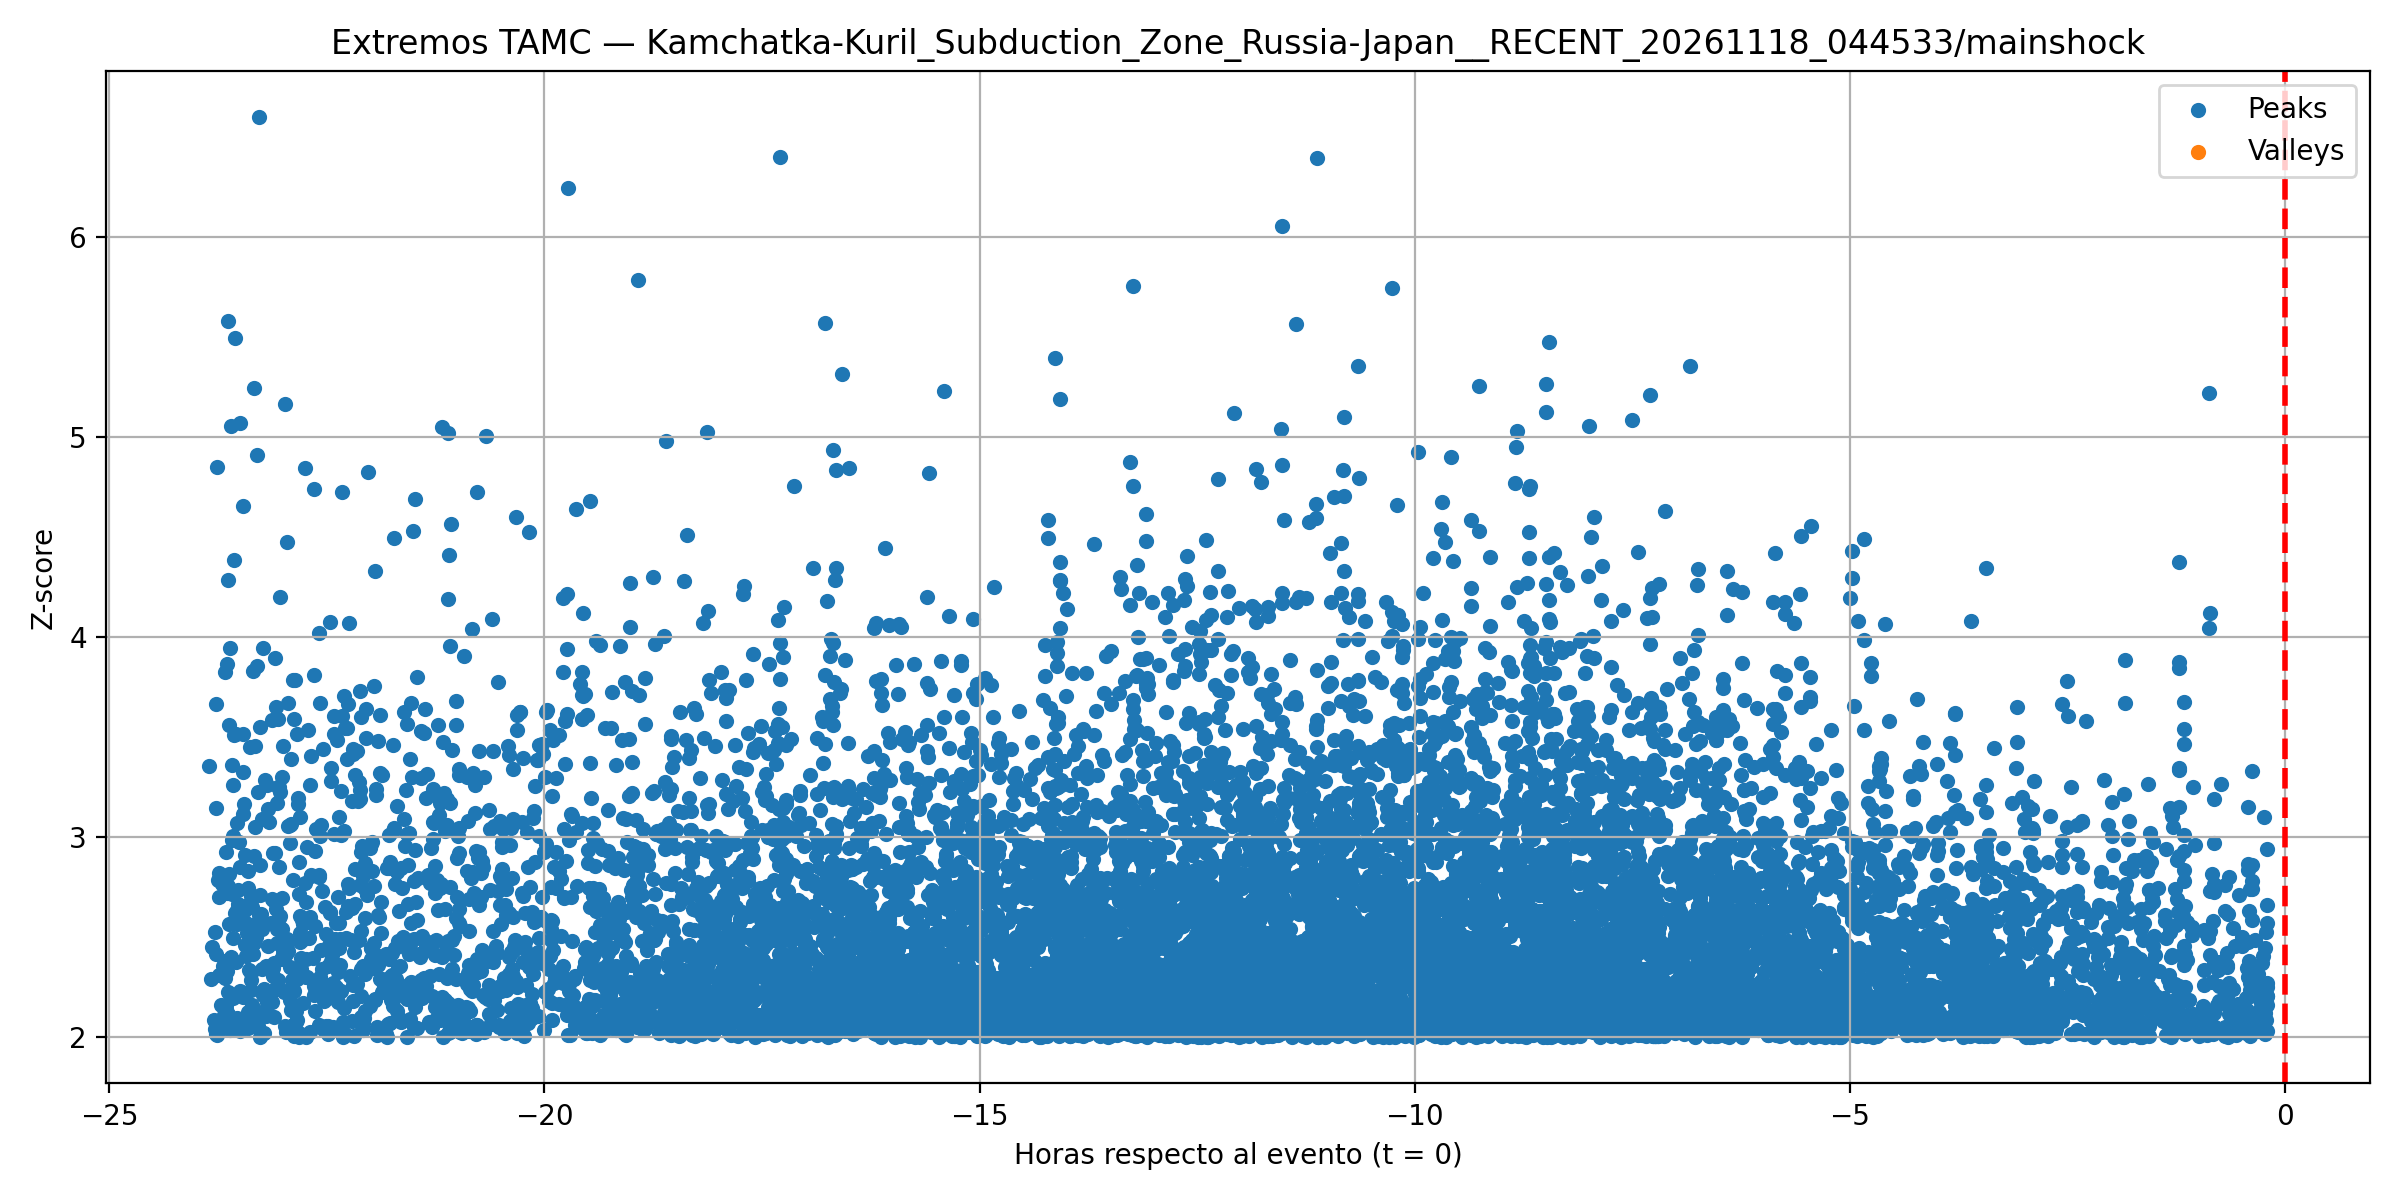 Extremos TAMC — Kamchatka-Kuril_Subduction_Zone_Russia-Japan__RECENT_20261118_044533/mainshock
Peaks
Valleys
6
5
4
3
2
Z-score
−25
−20
−15
−10
−5
0
Horas respecto al evento (t = 0)